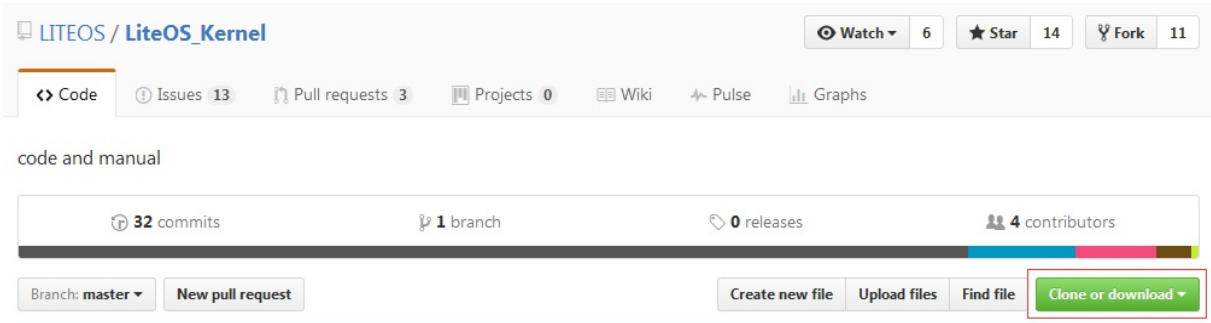 LITEOS / LiteOS_Kernel Watch 6 Star 14 Fork 11
Code Issues 13 Pull requests 3 Projects 0 Wiki Pulse Graphs
code and manual
32 commits 1 branch 0 releases 4 contributors
Branch: master New pull request Create new file Upload files Find file Clone or download